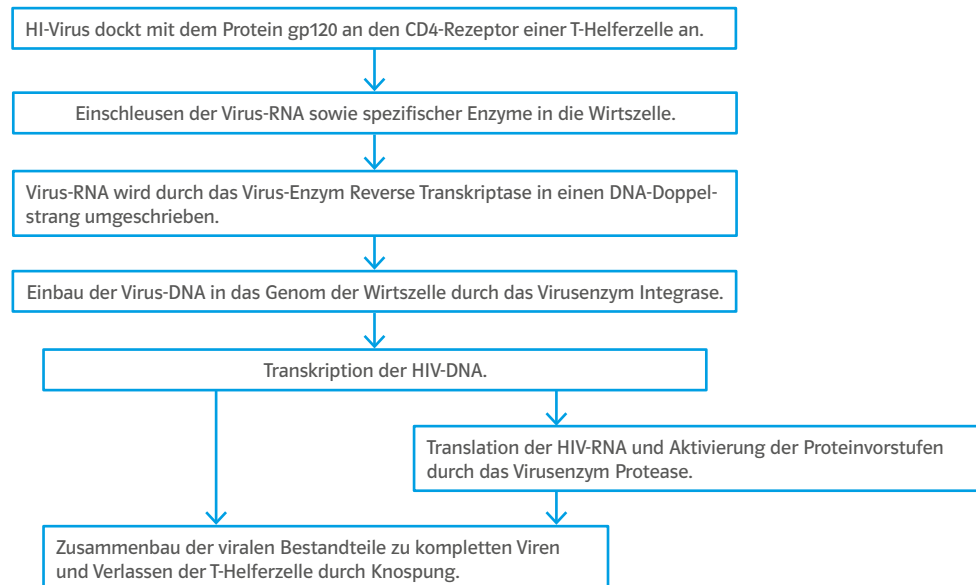 HI-Virus dockt mit dem Protein gp120 an den CD4-Rezeptor einer T-Helferzelle an.
Einschleusen der Virus-RNA sowie spezifischer Enzyme in die Wirtszelle.
Virus-RNA wird durch das Virus-Enzym Reverse Transkriptase in einen DNA-Doppel-
strang umgeschrieben.
Einbau der Virus-DNA in das Genom der Wirtszelle durch das Virusenzym Integrase.
Transkription der HIV-DNA.
Translation der HIV-RNA und Aktivierung der Proteinvorstufen
durch das Virusenzym Protease.
Zusammenbau der viralen Bestandteile zu kompletten Viren
und Verlassen der T-Helferzelle durch Knospung.